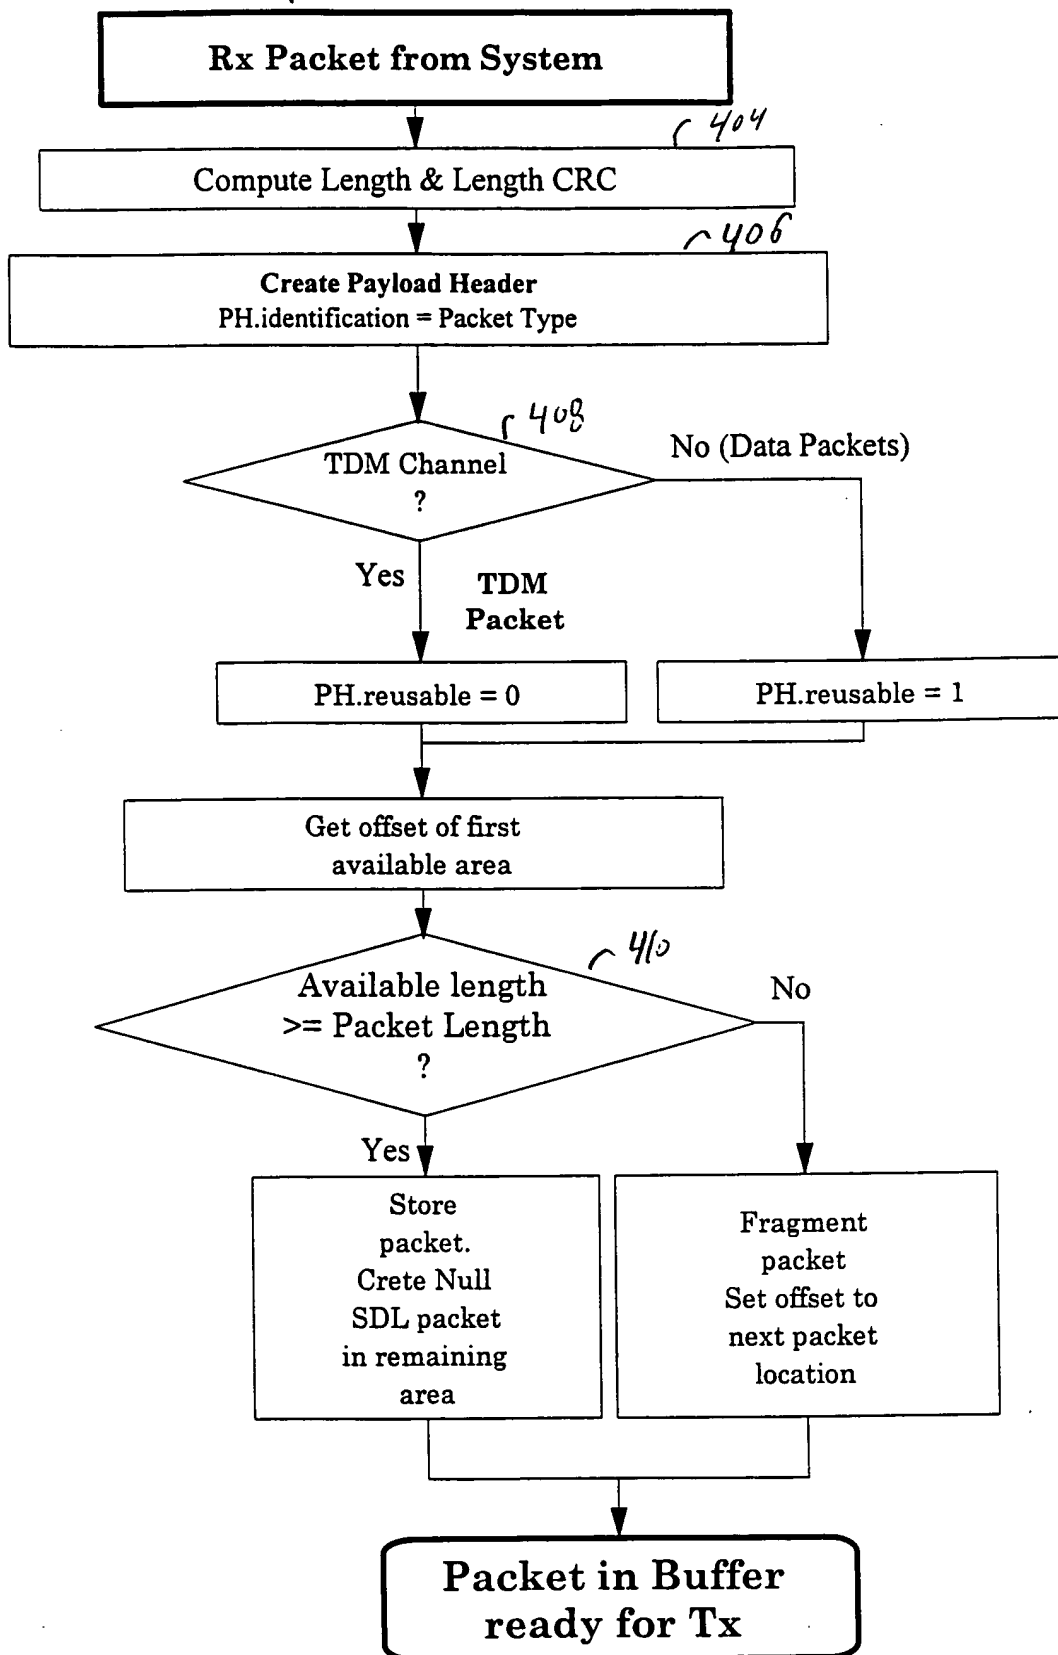 Rx Packet from System
404
Compute Length & Length CRC
406
Create Payload Header
PH.identification = Packet Type
408
TDM Channel
?
No (Data Packets)
Yes
TDM
Packet
PH.reusable = 0
PH.reusable = 1
Get offset of first
available area
410
Available length
>= Packet Length
?
No
Yes
Store
packet.
Crete Null
SDL packet
in remaining
area
Fragment
packet
Set offset to
next packet
location
Packet in Buffer
ready for Tx